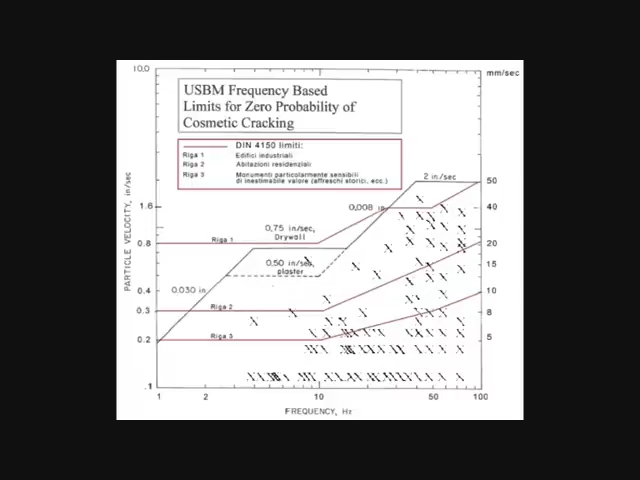 10.0
mm/sec
USBM Frequency Based
Limits for Zero Probability of
Cosmetic Cracking
DIN 4150 limiti:
Riga 1 Edifici industriali
Riga 2 Abitazioni residenziali
Riga 3 Monumenti particolarmente sensibili
di inestimabile valore (affreschi storici, ecc.)
2 in/sec
50
1.6
0,008 in
40
0,75 in/sec,
Drywall
Riga 1
0.8
20
0,50 in/sec,
plaster
15
0.4
0.030 in
10
0.3
Riga 2
8
0.2
Riga 3
5
.1
PARTICLE VELOCITY, in/sec
1
2
10
50
100
FREQUENCY, Hz